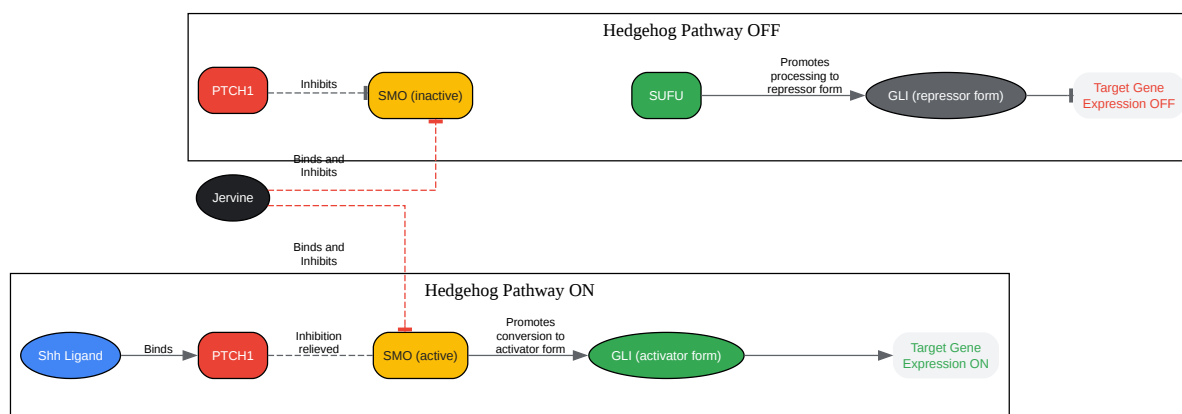 Hedgehog Pathway OFF
PTCH1
Inhibits
SMO (inactive)
SUFU
Promotes
processing to
repressor form
GLI (repressor form)
Target Gene
Expression OFF
Binds and
Inhibits
Jervine
Binds and
Inhibits
Hedgehog Pathway ON
Shh Ligand
Binds
PTCH1
Inhibition
relieved
SMO (active)
Promotes
conversion to
activator form
GLI (activator form)
Target Gene
Expression ON